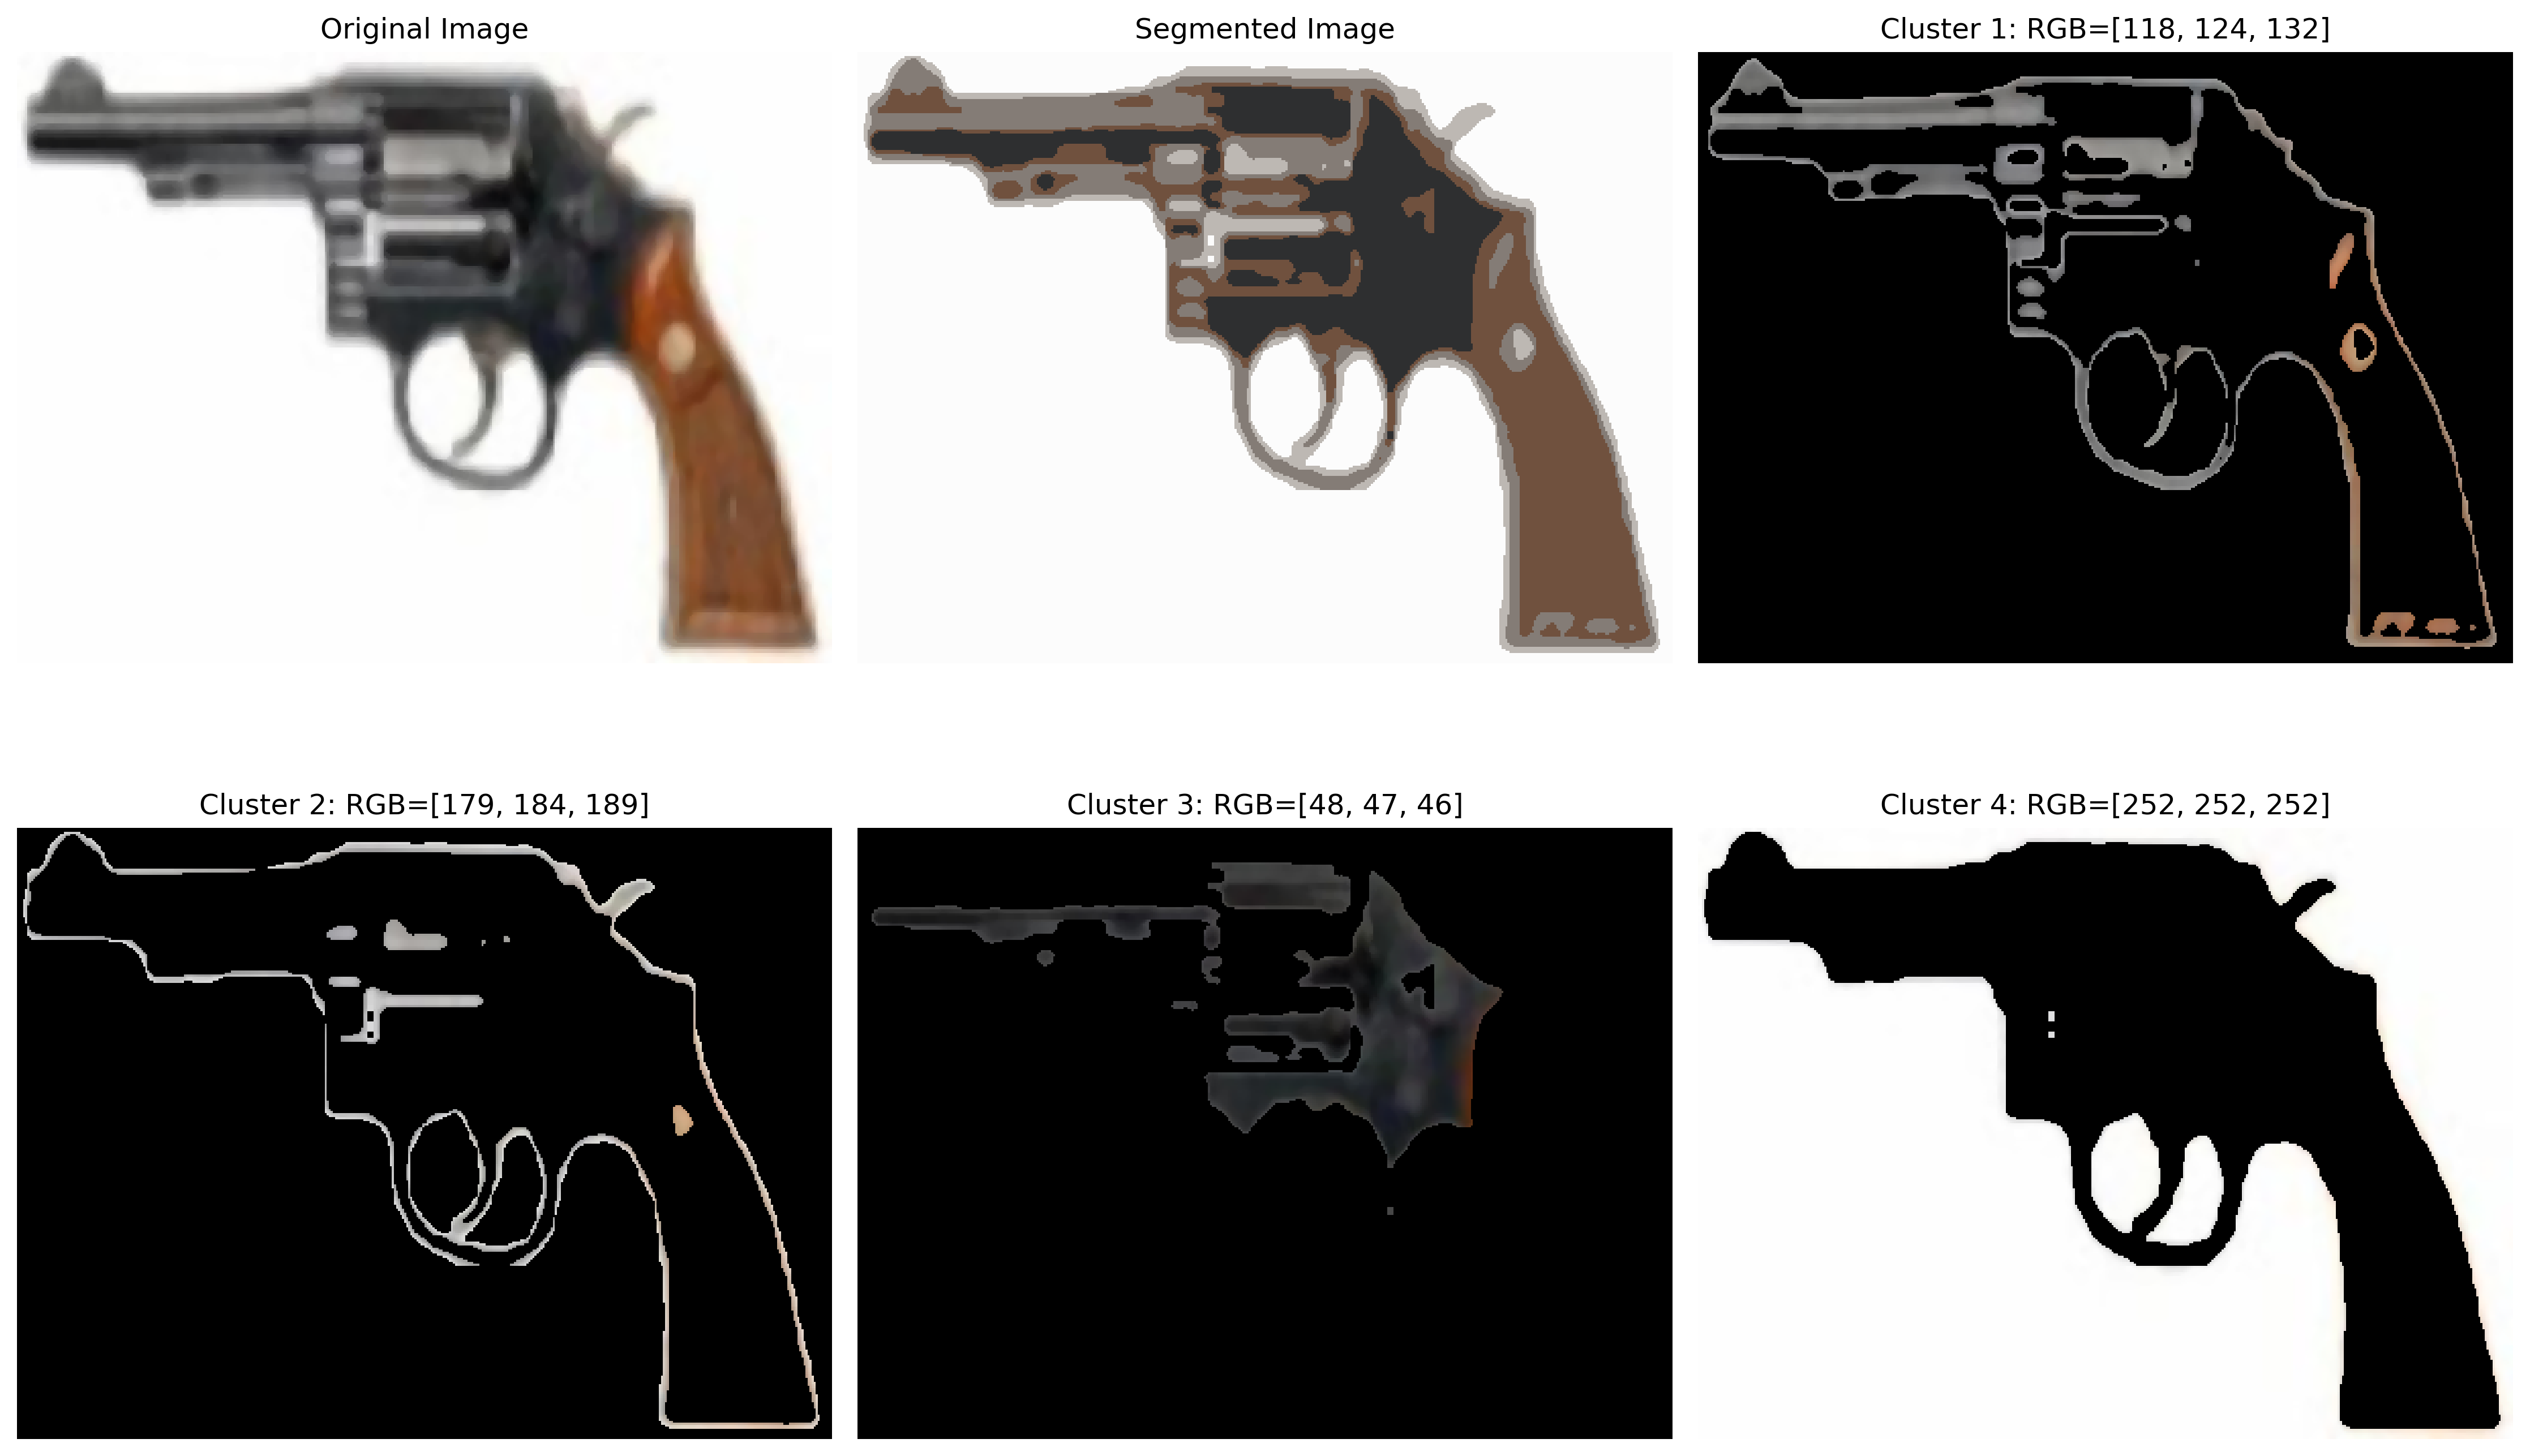 Original Image
Segmented Image
Cluster 1: RGB=[118, 124, 132]
Cluster 2: RGB=[179, 184, 189]
Cluster 3: RGB=[48, 47, 46]
Cluster 4: RGB=[252, 252, 252]